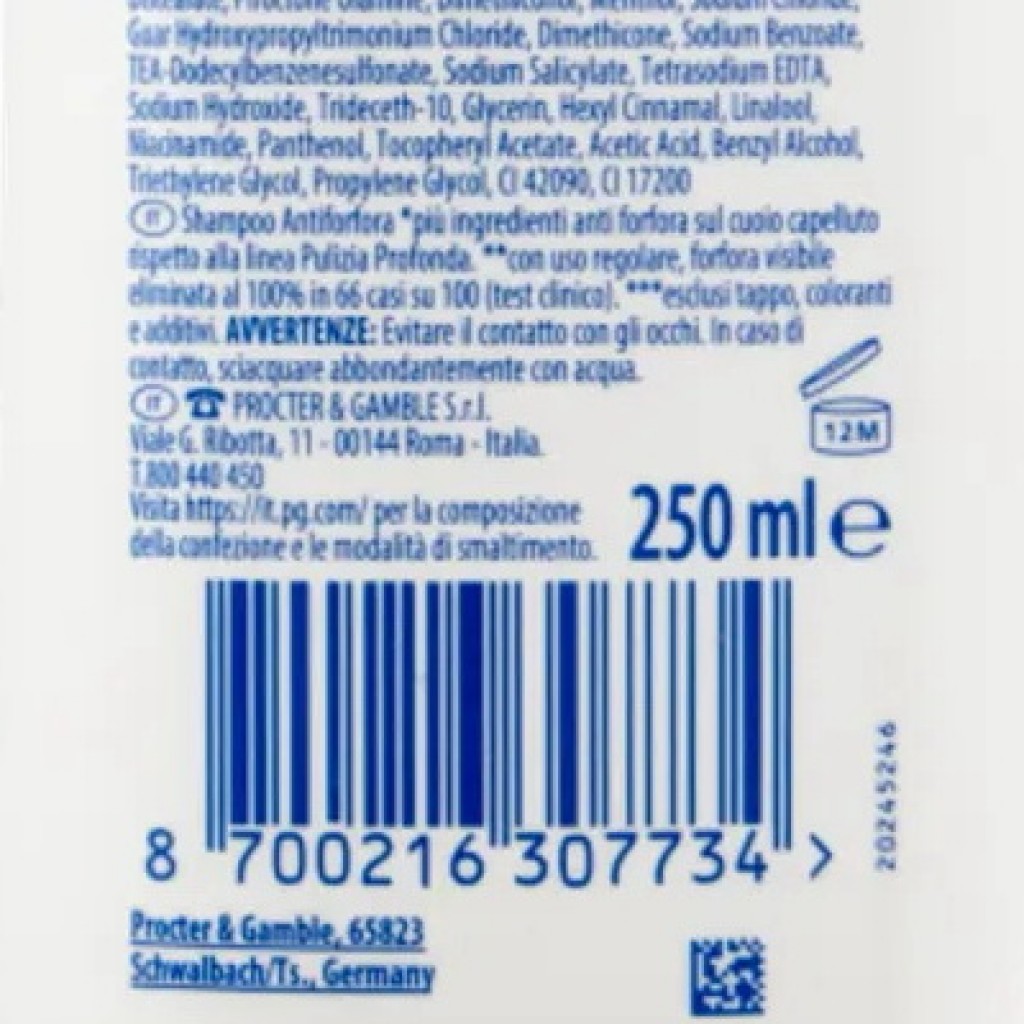 Piroctone Olamine, Dimethiconol, Menthol, Sodium Chloride,
Guar Hydroxypropyltrimonium Chloride, Dimethicone, Sodium Benzoate,
TEA-Dodecylbenzenesulfonate, Sodium Salicylate, Tetrasodium EDTA,
Sodium Hydroxide, Trideceth-10, Glycerin, Hexyl Cinnamal, Linalool,
Niacinamide, Panthenol, Tocopheryl Acetate, Acetic Acid, Benzyl Alcohol,
Triethylene Glycol, Propylene Glycol, CI 42090, CI 17200
IT Shampoo Antiforfora *più ingredienti anti forfora sul cuoio capelluto
rispetto alla linea Pulizia Profonda. **con uso regolare, forfora visibile
eliminata al 100% in 66 casi su 100 (test clinico). ***esclusi tappo, coloranti
e additivi. AVVERTENZE: Evitare il contatto con gli occhi. In caso di
contatto, sciacquare abbondantemente con acqua.
IT ☎ PROCTER & GAMBLE S.r.l.
Viale G. Ribotta, 11 - 00144 Roma - Italia.
T.800 440 450
Visita https://it.pg.com/ per la composizione
della confezione e le modalità di smaltimento.
12M
250 ml e
8 700216 307734 >
20245246
Procter & Gamble, 65823
Schwalbach/Ts., Germany